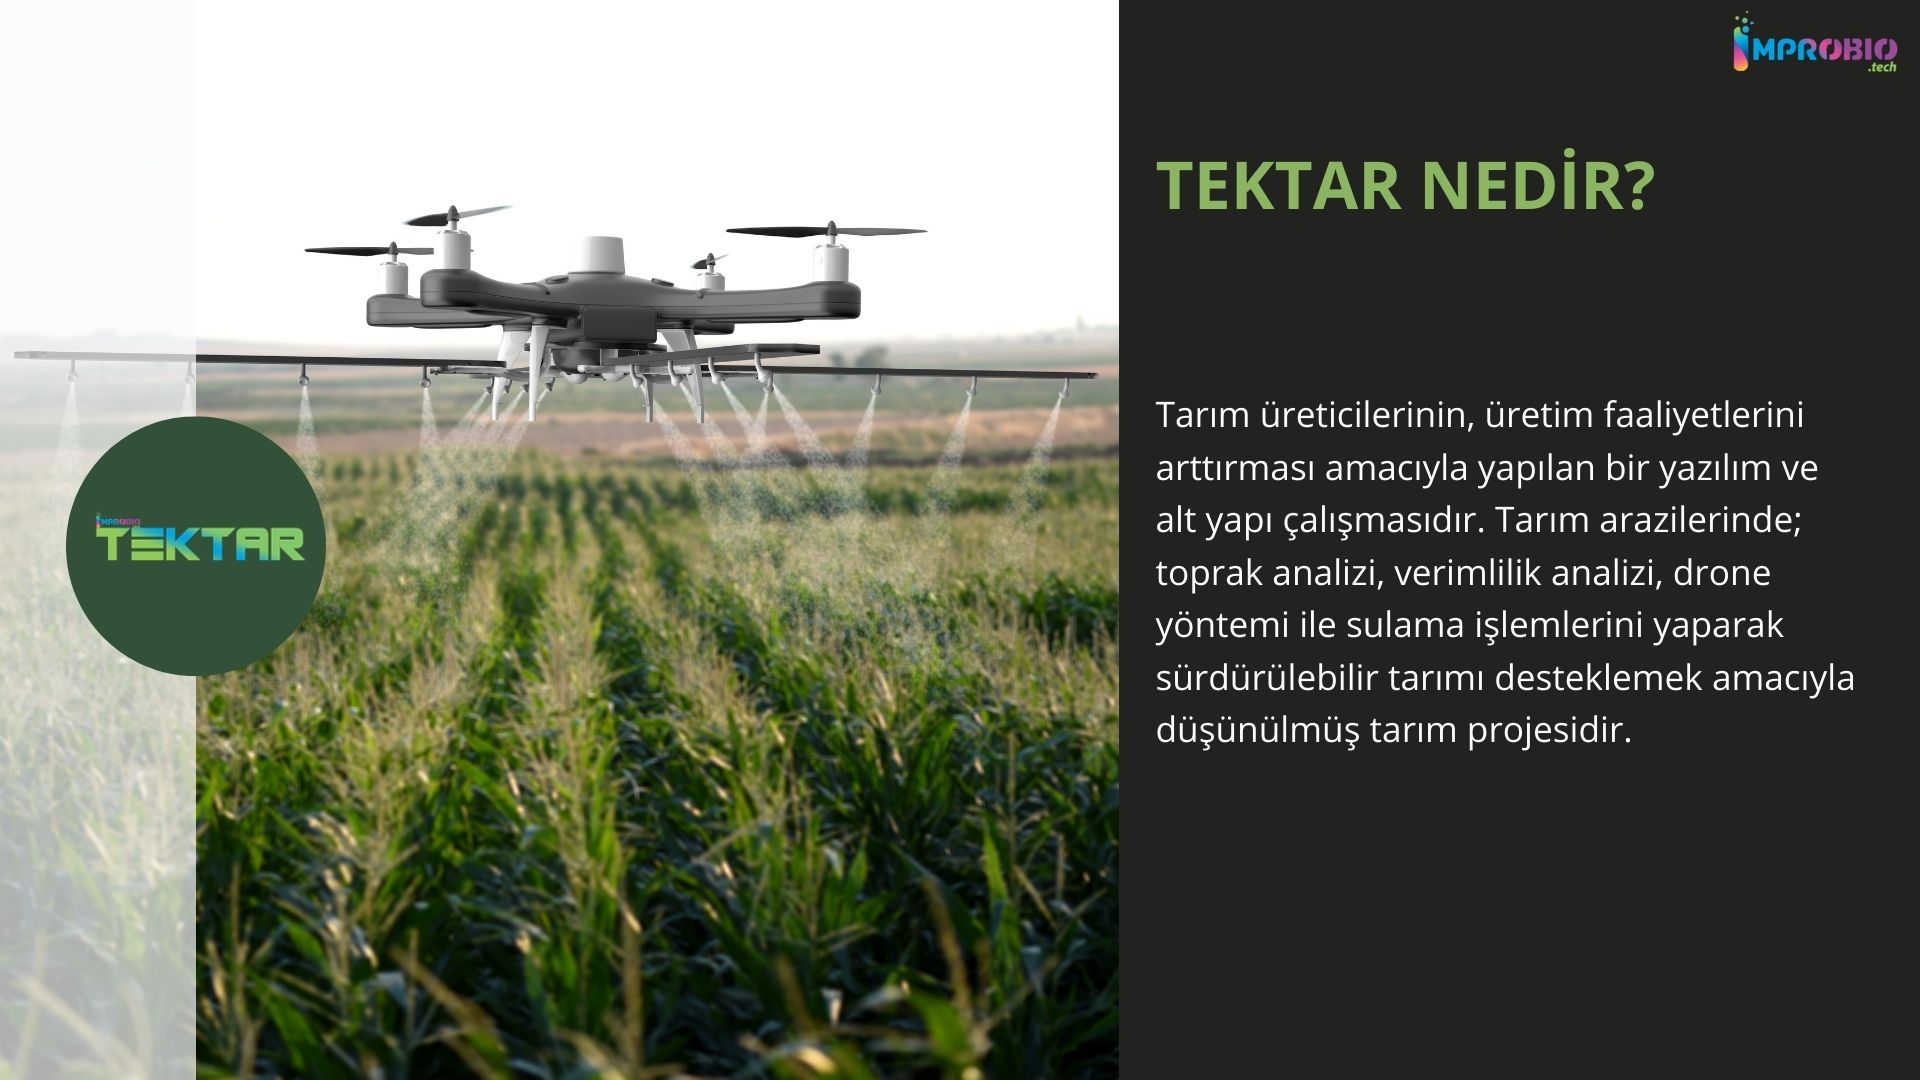 İMPROBIO
.tech
TEKTAR NEDİR?
Tarım üreticilerinin, üretim faaliyetlerini
arttırması amacıyla yapılan bir yazılım ve
alt yapı çalışmasıdır. Tarım arazilerinde;
toprak analizi, verimlilik analizi, drone
yöntemi ile sulama işlemlerini yaparak
sürdürülebilir tarımı desteklemek amacıyla
düşünülmüş tarım projesidir.
İMPROBIO
TEKTAR